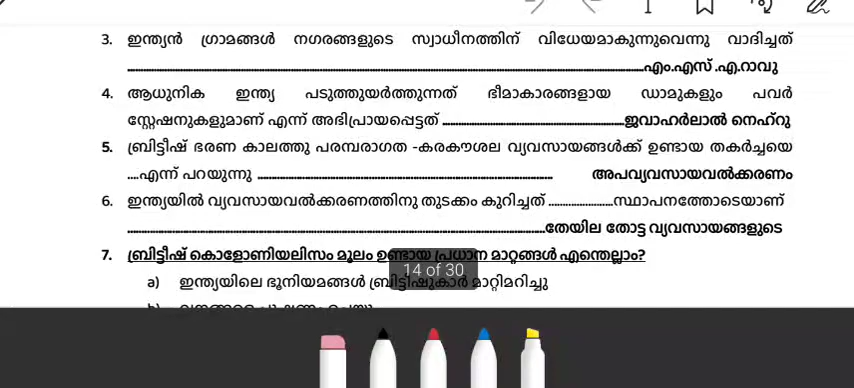 3. ഇന്ത്യൻ ഗ്രാമങ്ങൾ നഗരങ്ങളുടെ സ്വാധീനത്തിന് വിധേയമാകുന്നുവെന്നു വാദിച്ചത്
..........................................................................................എം.എസ് .എ.റാവു
4. ആധുനിക ഇന്ത്യ പടുത്തുയർത്തുന്നത് ഭീമാകാരങ്ങളായ ഡാമുകളും പവർ
സ്റ്റേഷനുകളുമാണ് എന്ന് അഭിപ്രായപ്പെട്ടത് ................................................ജവാഹർലാൽ നെഹ്റു
5. ബ്രിട്ടീഷ് ഭരണ കാലത്തു പരമ്പരാഗത -കരകൗശല വ്യവസായങ്ങൾക്ക് ഉണ്ടായ തകർച്ചയെ
....എന്ന് പറയുന്നു ................................................................ അപവ്യവസായവൽക്കരണം
6. ഇന്ത്യയിൽ വ്യവസായവൽക്കരണത്തിനു തുടക്കം കുറിച്ചത് ....................സ്ഥാപനത്തോടെയാണ്
..........................................................................................തേയില തോട്ട വ്യവസായങ്ങളുടെ
7. ബ്രിട്ടീഷ് കൊളോണിയലിസം മൂലം ഉണ്ടായ പ്രധാന മാറ്റങ്ങൾ എന്തെല്ലാം?
14 of 30
a) ഇന്ത്യയിലെ ഭൂനിയമങ്ങൾ ബ്രിട്ടീഷുകാർ മാറ്റിമറിച്ചു